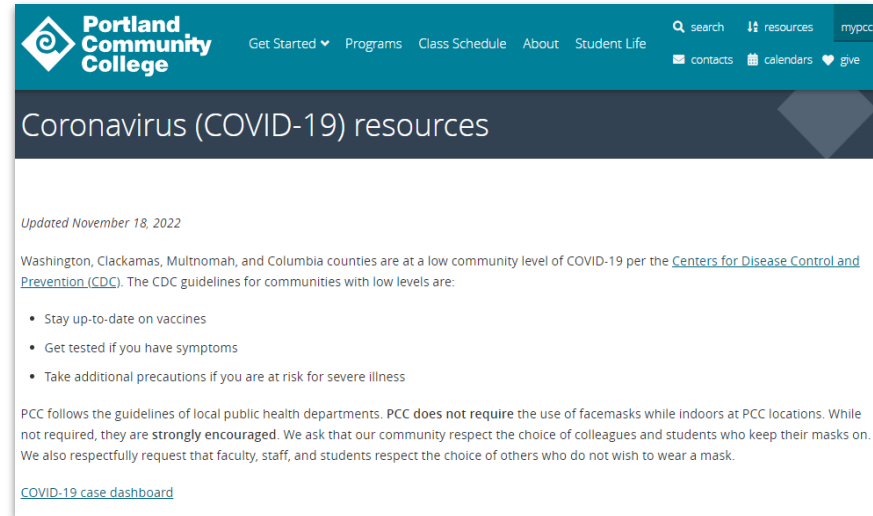 Portland
Community
College
Get Started Programs Class Schedule About Student Life
search resources mypcc
contacts calendars give
Coronavirus (COVID-19) resources
Updated November 18, 2022
Washington, Clackamas, Multnomah, and Columbia counties are at a low community level of COVID-19 per the Centers for Disease Control and
Prevention (CDC). The CDC guidelines for communities with low levels are:
• Stay up-to-date on vaccines
• Get tested if you have symptoms
• Take additional precautions if you are at risk for severe illness
PCC follows the guidelines of local public health departments. PCC does not require the use of facemasks while indoors at PCC locations. While
not required, they are strongly encouraged. We ask that our community respect the choice of colleagues and students who keep their masks on.
We also respectfully request that faculty, staff, and students respect the choice of others who do not wish to wear a mask.
COVID-19 case dashboard